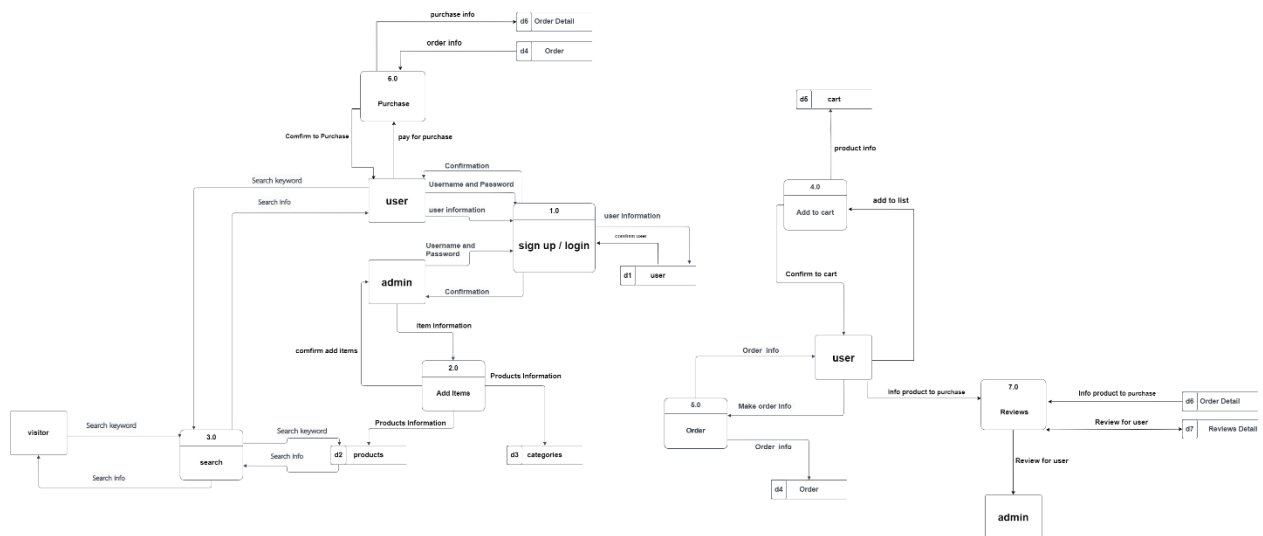 purchase info
d6 Order Detail
order info
d4 Order
6.0
Purchase
Comfirm to Purchase
pay for purchase
Confirmation
Search keyword
Username and Password
user
Search Info
user information
1.0
user Information
sign up / login
comfirm user
Username and
Password
d1 user
admin
Confirmation
Item Information
comfirm add items
2.0
Products Information
Add Items
Products Information
visitor
Search keyword
3.0
Search keyword
search
d2 products
Search Info
d3 categories
Search Info
d5 cart
product info
4.0
Add to cart
add to list
Confirm to cart
user
Order info
Info product to purchase
7.0
Reviews
Info product to purchase
d6 Order Detail
5.0
Order
Make order Info
Review for user
d7 Reviews Detail
Order info
Review for user
d4 Order
admin